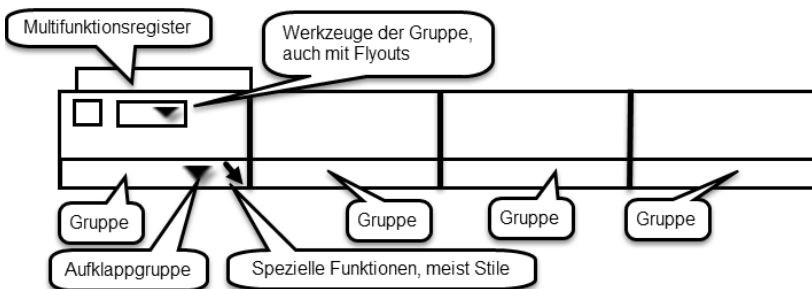 Multifunktionsregister
Werkzeuge der Gruppe,
auch mit Flyouts
Gruppe
Gruppe
Gruppe
Gruppe
Aufklappgruppe
Spezielle Funktionen, meist Stile